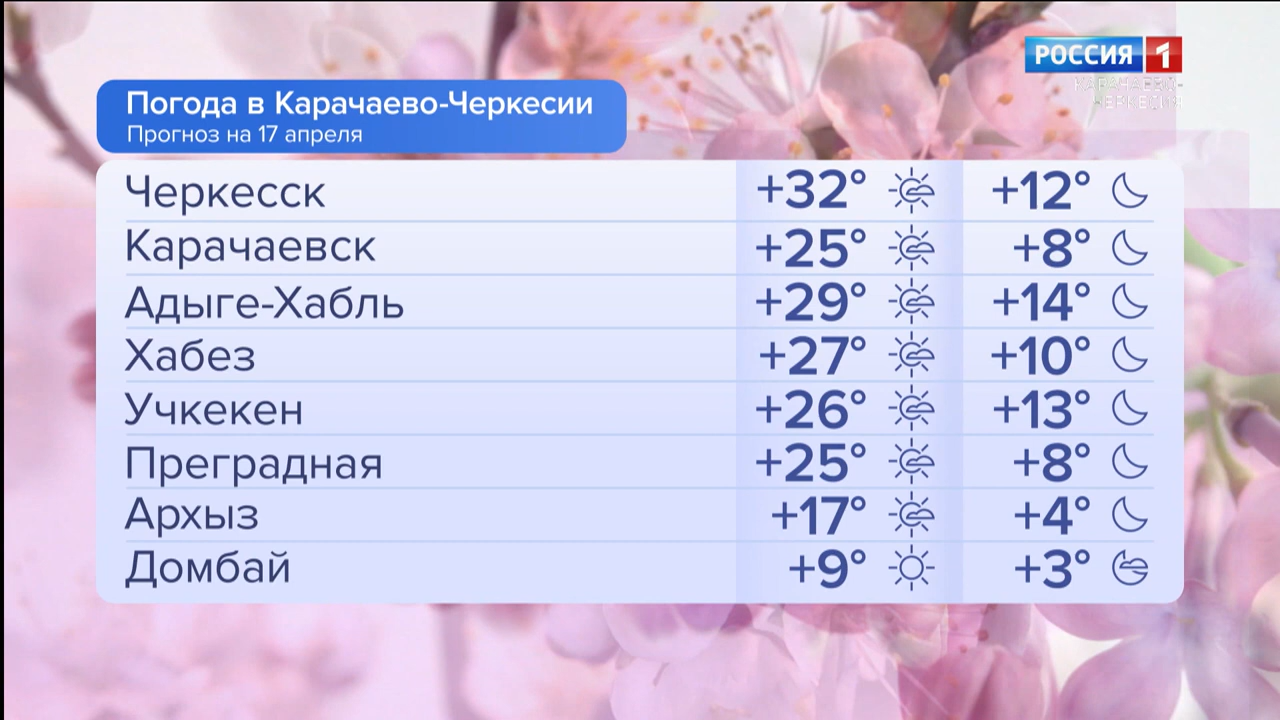 РОССИЯ 1
КАРАЧАЕВО-
ЧЕРКЕСИЯ
Погода в Карачаево-Черкесии
Прогноз на 17 апреля
Черкесск +32° +12°
Карачаевск +25° +8°
Адыге-Хабль +29° +14°
Хабез +27° +10°
Учкекен +26° +13°
Преградная +25° +8°
Архыз +17° +4°
Домбай +9° +3°